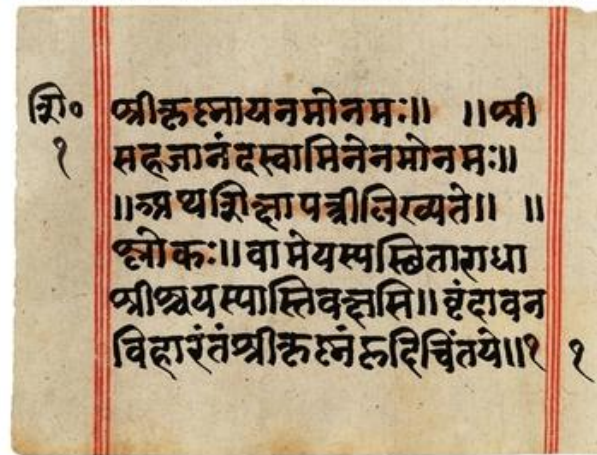 शि० श्रीकृष्नायनमोनमः॥ ॥श्री
१ सहजानंदस्वामिनेनमोनमः॥
॥अथशिक्षापत्रीलिख्यते॥ ॥
श्लोकः॥वामेयस्यस्थिताराधा
श्रीश्चयस्यास्तिवक्षसि॥वृंदावन
विहारंतंश्रीकृष्नंहृदिचिंतये॥१ १